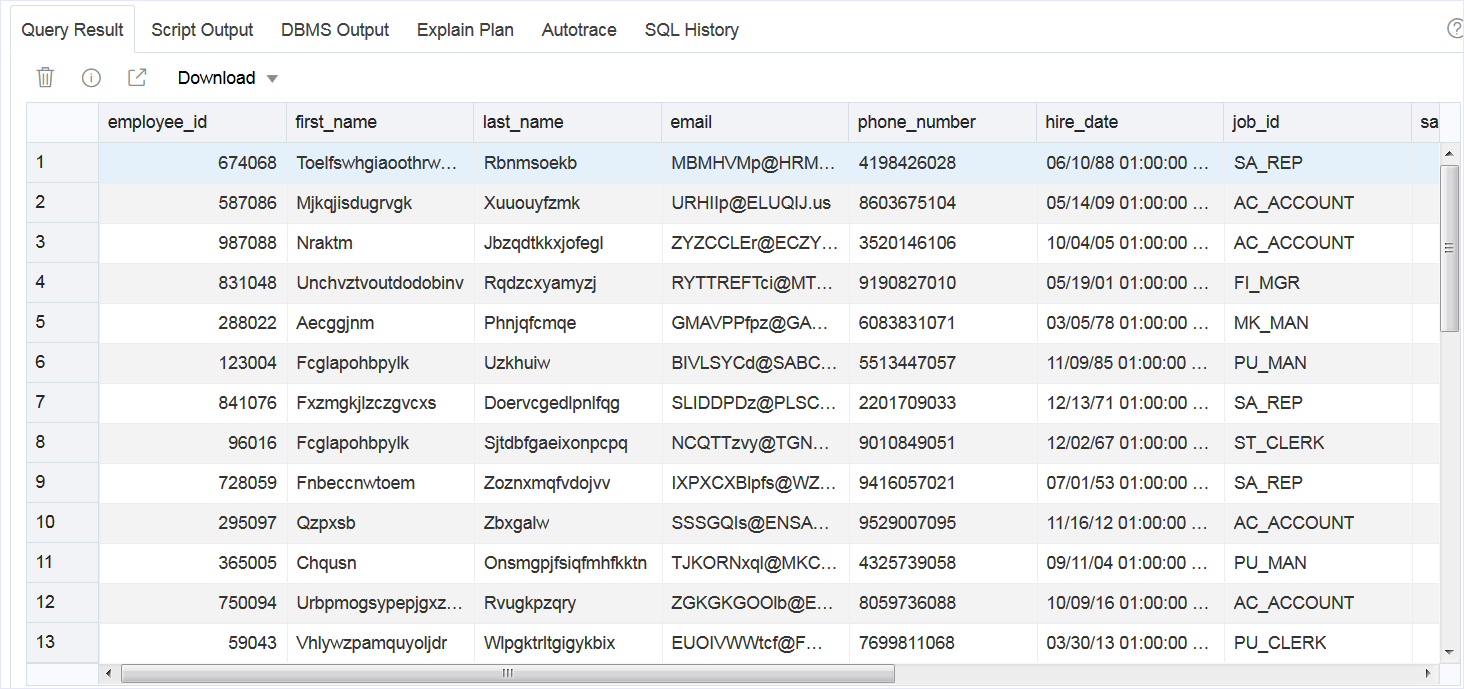 Query Result Script Output DBMS Output Explain Plan Autotrace SQL History
Download
employee_id first_name last_name email phone_number hire_date job_id sa
1 674068 Toelfswhgiaoothrw... Rbnmsoekb MBMHVMp@HRM... 4198426028 06/10/88 01:00:00 ... SA_REP
2 587086 Mjkqjisdugrvgk Xuuouyfzmk URHIIp@ELUQIJ.us 8603675104 05/14/09 01:00:00 ... AC_ACCOUNT
3 987088 Nraktm Jbzqdtkkxjofegl ZYZCCLEr@ECZY... 3520146106 10/04/05 01:00:00 ... AC_ACCOUNT
4 831048 Unchvztvoutdodobinv Rqdzcxyamyzj RYTTREFTci@MT... 9190827010 05/19/01 01:00:00 ... FI_MGR
5 288022 Aecggjnm Phnjqfcmqe GMAVPPfpz@GA... 6083831071 03/05/78 01:00:00 ... MK_MAN
6 123004 Fcglapohbpylk Uzkhuiw BIVLSYCd@SABC... 5513447057 11/09/85 01:00:00 ... PU_MAN
7 841076 Fxzmgkjlzczgvcxs Doervcgedlpnlfqg SLIDDPDz@PLSC... 2201709033 12/13/71 01:00:00 ... SA_REP
8 96016 Fcglapohbpylk Sjtdbfgaeixonpcpq NCQTTzvy@TGN... 9010849051 12/02/67 01:00:00 ... ST_CLERK
9 728059 Fnbeccnwtoem Zoznxmqfvdojvv IXPXCXBlpfs@WZ... 9416057021 07/01/53 01:00:00 ... SA_REP
10 295097 Qzpxsb Zbxgalw SSSGQIs@ENSA... 9529007095 11/16/12 01:00:00 ... AC_ACCOUNT
11 365005 Chqusn Onsmgpjfsiqfmhfkktn TJKORNxql@MKC... 4325739058 09/11/04 01:00:00 ... PU_MAN
12 750094 Urbpmogsypepjgxz... Rvugkpzqry ZGKGKGOOlb@E... 8059736088 10/09/16 01:00:00 ... AC_ACCOUNT
13 59043 Vhlywzpamquyoljdr Wlpgktrltgigykbix EUOIVWWtcf@F... 7699811068 03/30/13 01:00:00 ... PU_CLERK